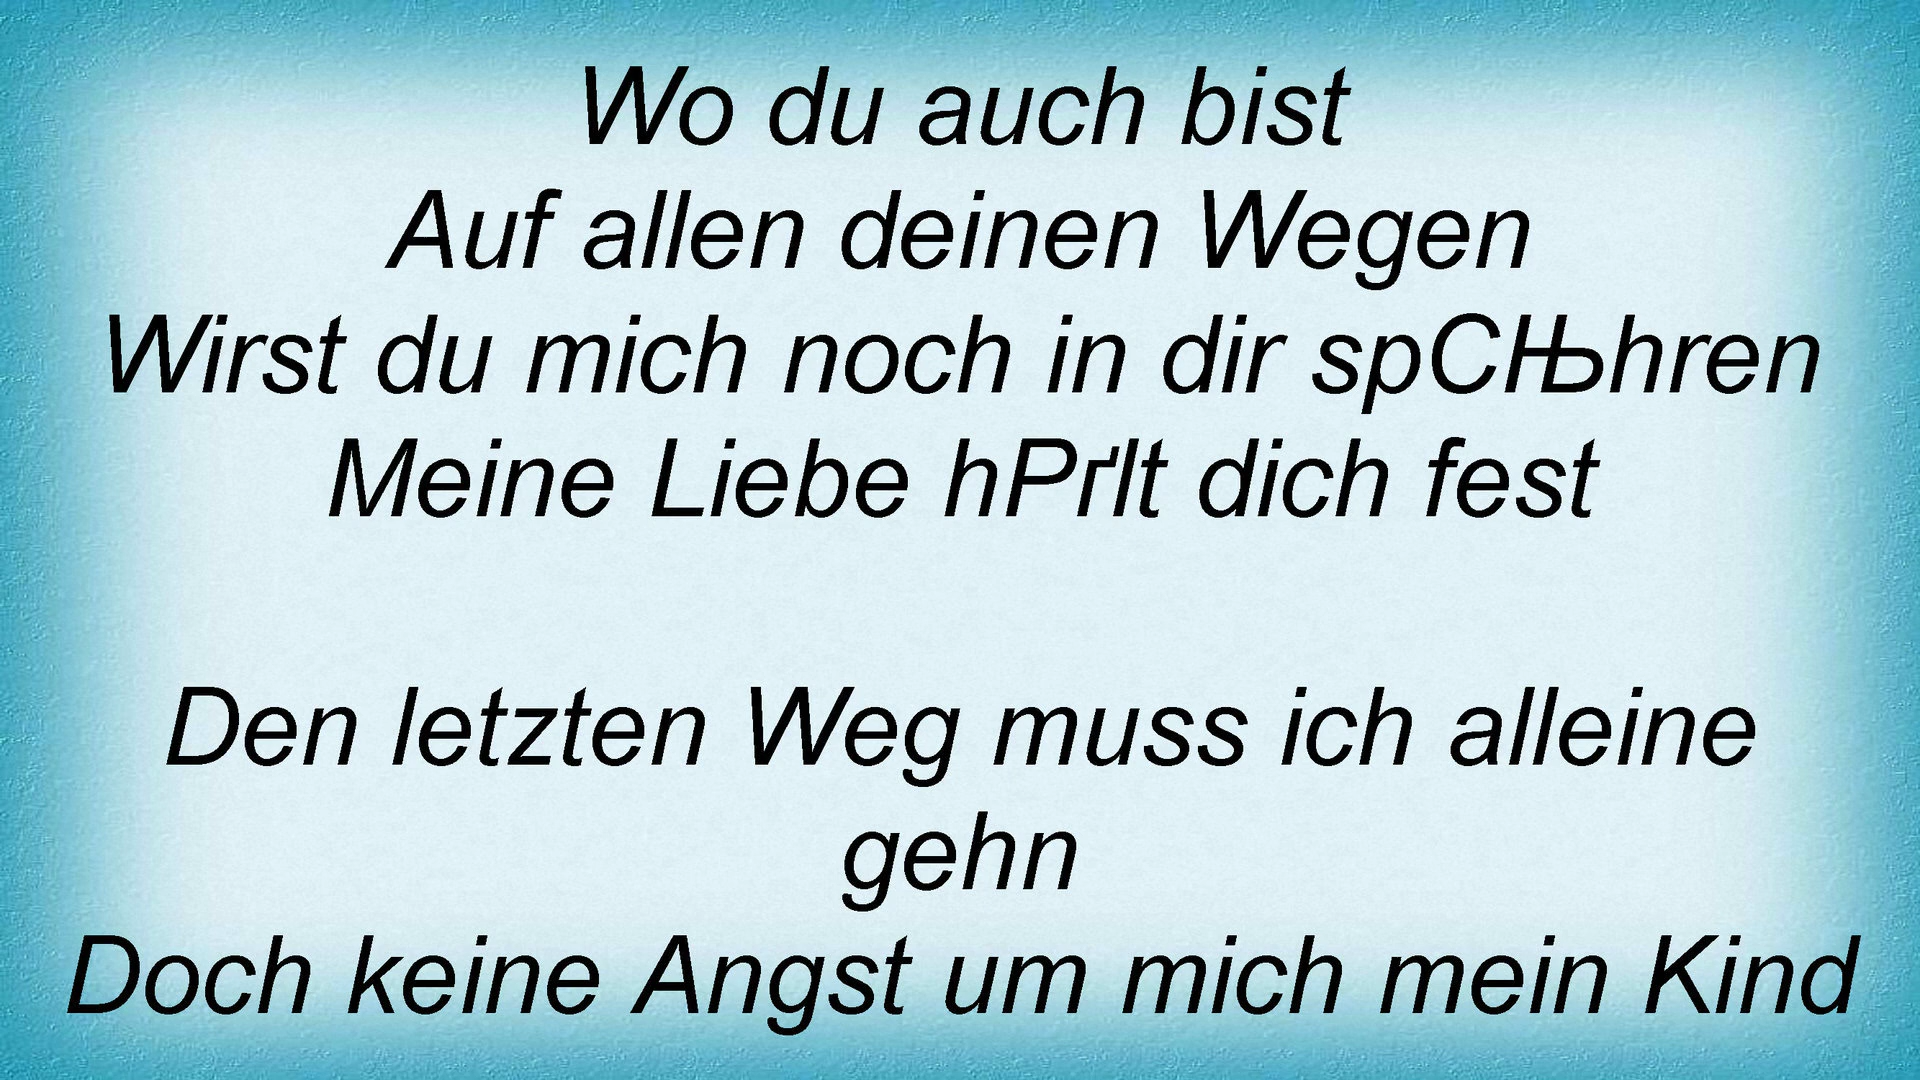 Wo du auch bist
Auf allen deinen Wegen
Wirst du mich noch in dir spCЊhren
Meine Liebe hPґlt dich fest
Den letzten Weg muss ich alleine
gehn
Doch keine Angst um mich mein Kind